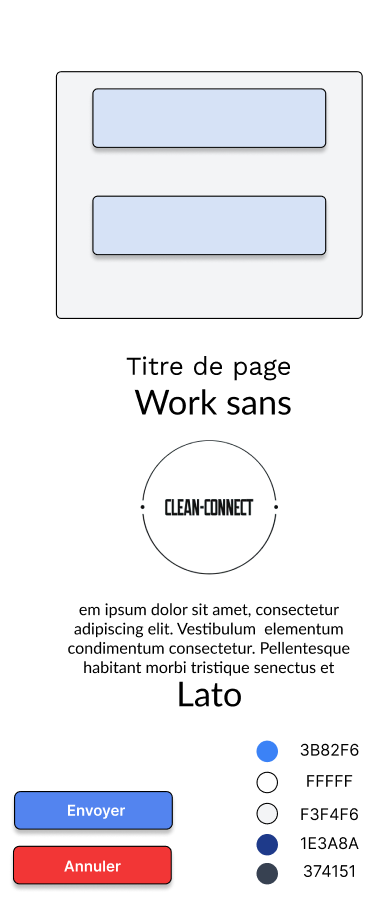 Titre de page
Work sans
CLEAN-CONNECT
em ipsum dolor sit amet, consectetur
adipiscing elit. Vestibulum  elementum
condimentum consectetur. Pellentesque
habitant morbi tristique senectus et
Lato
3B82F6
FFFFF
F3F4F6
1E3A8A
374151
Envoyer
Annuler